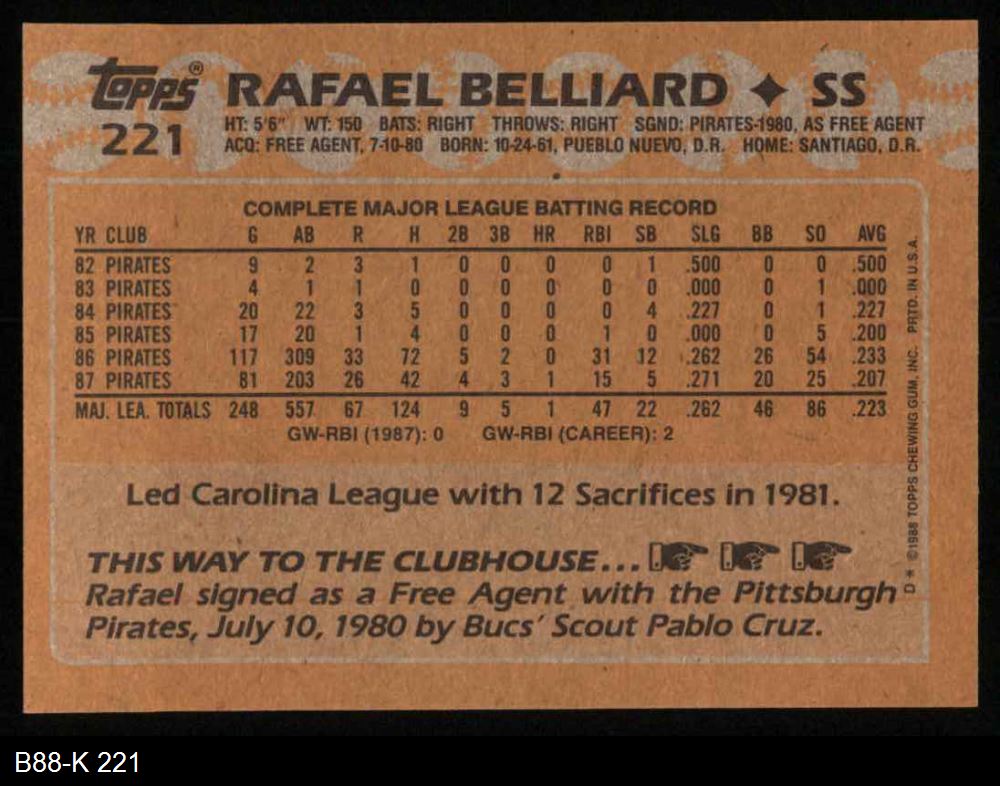 Topps® RAFAEL BELLIARD ♦ SS
221 HT: 5'6" WT: 150 BATS: RIGHT THROWS: RIGHT SGND: PIRATES-1980, AS FREE AGENT
ACQ: FREE AGENT, 7-10-80 BORN: 10-24-61, PUEBLO NUEVO, D.R. HOME: SANTIAGO, D.R.
COMPLETE MAJOR LEAGUE BATTING RECORD
YR CLUB G AB R H 2B 3B HR RBI SB SLG BB SO AVG
82 PIRATES 9 2 3 1 0 0 0 0 1 .500 0 0 .500
83 PIRATES 4 1 1 0 0 0 0 0 0 .000 0 1 .000
84 PIRATES 20 22 3 5 0 0 0 0 4 .227 0 1 .227
85 PIRATES 17 20 1 4 0 0 0 1 0 .000 0 5 .200
86 PIRATES 117 309 33 72 5 2 0 31 12 .262 26 54 .233
87 PIRATES 81 203 26 42 4 3 1 15 5 .271 20 25 .207
MAJ. LEA. TOTALS 248 557 67 124 9 5 1 47 22 .262 46 86 .223
GW-RBI (1987): 0 GW-RBI (CAREER): 2
Led Carolina League with 12 Sacrifices in 1981.
THIS WAY TO THE CLUBHOUSE...
Rafael signed as a Free Agent with the Pittsburgh
Pirates, July 10, 1980 by Bucs' Scout Pablo Cruz.
D* ©1988 TOPPS CHEWING GUM, INC. PRTD. IN U.S.A.
B88-K 221